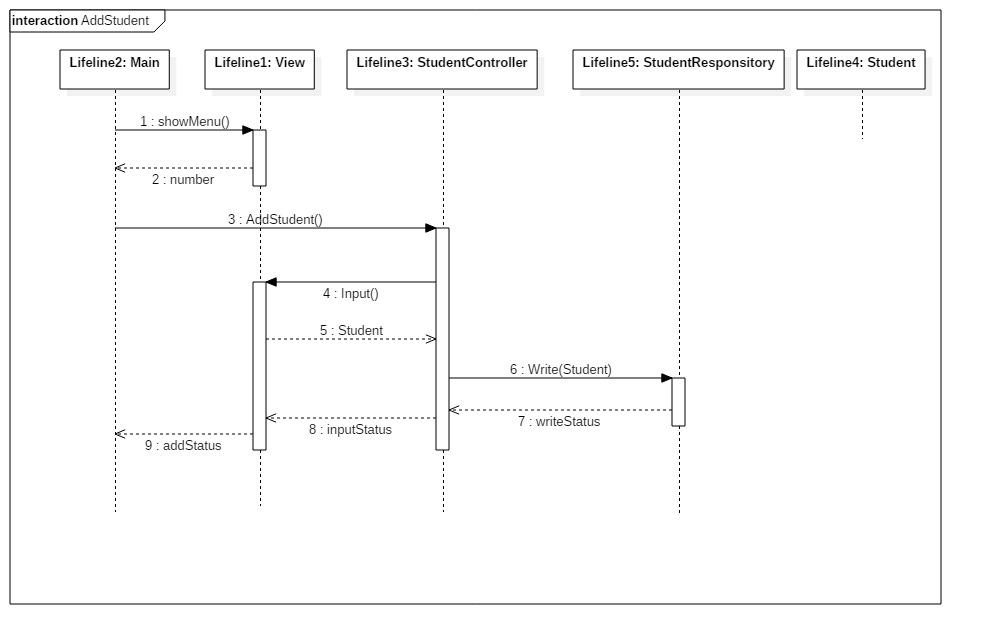 interaction AddStudent
Lifeline2: Main
Lifeline1: View
Lifeline3: StudentController
Lifeline5: StudentResponsitory
Lifeline4: Student
1 : showMenu()
2 : number
3 : AddStudent()
4 : Input()
5 : Student
6 : Write(Student)
7 : writeStatus
8 : inputStatus
9 : addStatus